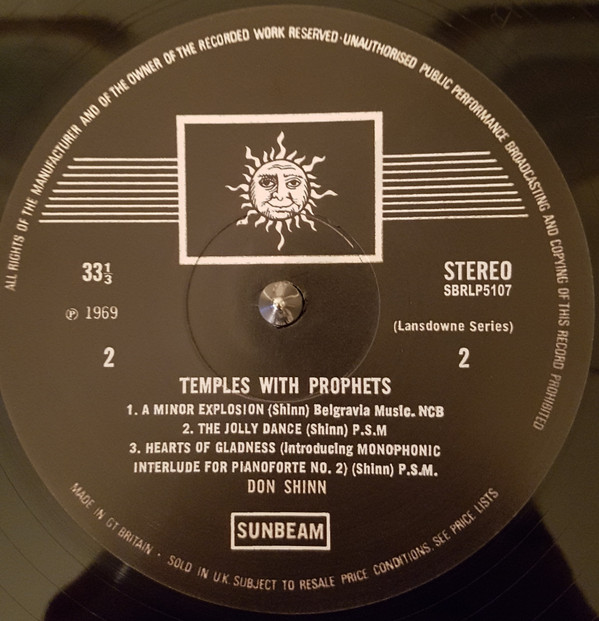 ALL RIGHTS OF THE MANUFACTURER AND OF THE OWNER OF THE RECORDED WORK RESERVED · UNAUTHORISED PUBLIC PERFORMANCE BROADCASTING AND COPYING OF THIS RECORD PROHIBITED
33⅓
STEREO
SBRLP5107
Ⓟ 1969
(Lansdowne Series)
2
2
TEMPLES WITH PROPHETS
1. A MINOR EXPLOSION (Shinn) Belgravia Music. NCB
2. THE JOLLY DANCE (Shinn) P.S.M
3. HEARTS OF GLADNESS (Introducing MONOPHONIC
INTERLUDE FOR PIANOFORTE NO. 2) (Shinn) P.S.M.
DON SHINN
SUNBEAM
MADE IN GT BRITAIN · SOLD IN U.K. SUBJECT TO RESALE PRICE CONDITIONS, SEE PRICE LISTS